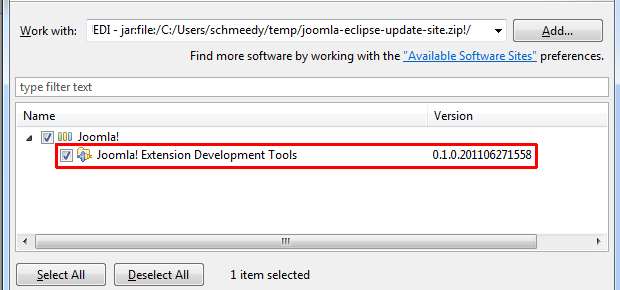 Work with: EDI - jar:file:/C:/Users/schmeedy/temp/joomla-eclipse-update-site.zip!/ Add...
Find more software by working with the "Available Software Sites" preferences.
type filter text
Name Version
Joomla!
Joomla! Extension Development Tools 0.1.0.201106271558
Select All Deselect All 1 item selected